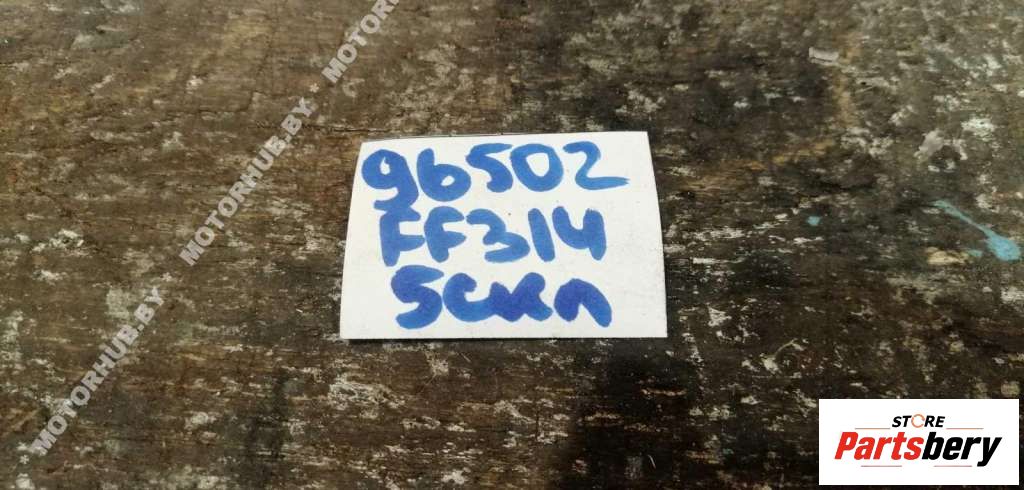 96502
FF314
5скл
* MOTORHUB.BY * MOTORHUB.BY * MOTORHUB.BY
STORE
Partsbery